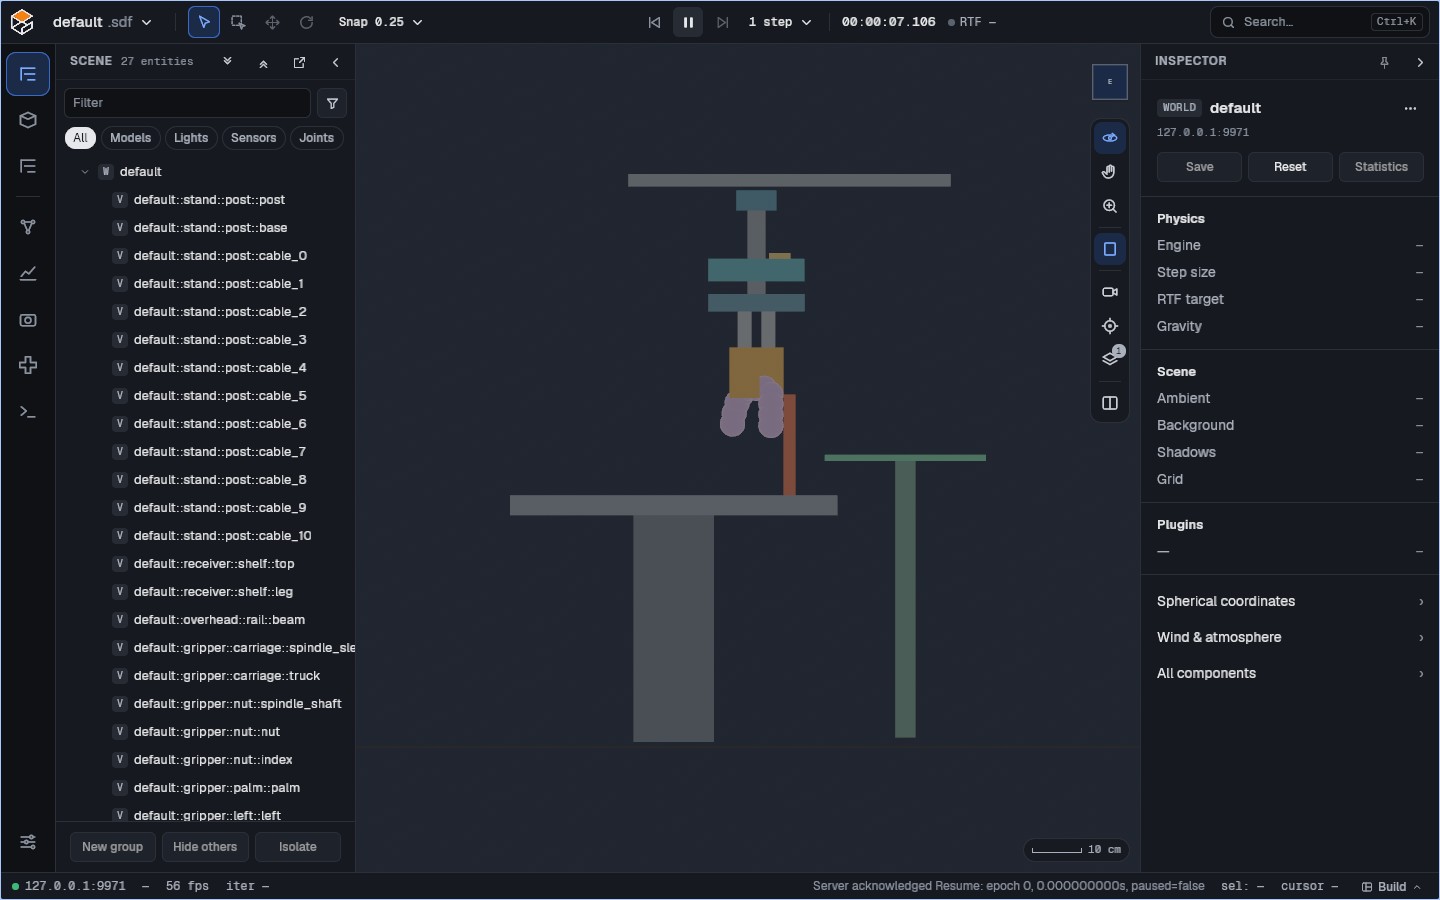 default .sdf
Snap 0.25
1 step
00:00:07.106
RTF –
Search...
Ctrl+K
SCENE 27 entities
Filter
All
Models
Lights
Sensors
Joints
W default
V default::stand::post::post
V default::stand::post::base
V default::stand::post::cable_0
V default::stand::post::cable_1
V default::stand::post::cable_2
V default::stand::post::cable_3
V default::stand::post::cable_4
V default::stand::post::cable_5
V default::stand::post::cable_6
V default::stand::post::cable_7
V default::stand::post::cable_8
V default::stand::post::cable_9
V default::stand::post::cable_10
V default::receiver::shelf::top
V default::receiver::shelf::leg
V default::overhead::rail::beam
V default::gripper::carriage::spindle_sle
V default::gripper::carriage::truck
V default::gripper::nut::spindle_shaft
V default::gripper::nut::nut
V default::gripper::nut::index
V default::gripper::palm::palm
V default::gripper::left::left
New group
Hide others
Isolate
E
1
10 cm
INSPECTOR
WORLD default
127.0.0.1:9971
Save
Reset
Statistics
Physics
Engine –
Step size –
RTF target –
Gravity –
Scene
Ambient –
Background –
Shadows –
Grid –
Plugins
— –
Spherical coordinates
Wind & atmosphere
All components
127.0.0.1:9971 – 56 fps iter –
Server acknowledged Resume: epoch 0, 0.000000000s, paused=false
sel: –
cursor –
Build